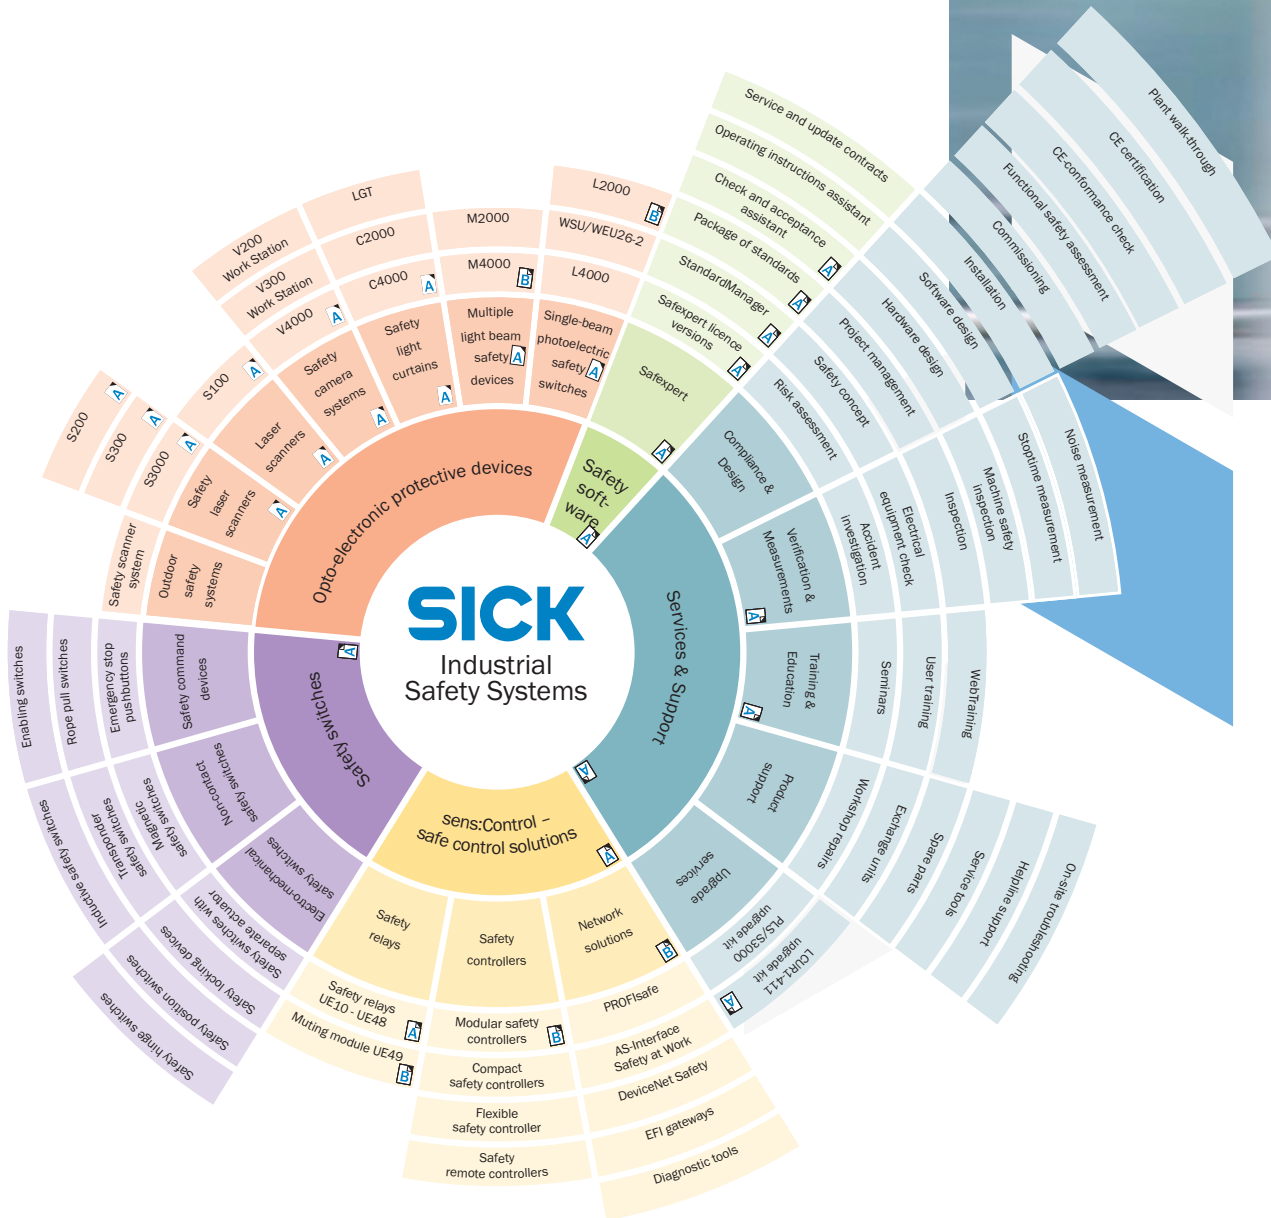 SICK
Industrial
Safety Systems
Opto-electronic protective devices
Outdoor
safety
systems
Safety scanner
system
Safety
laser
scanners
A
S3000
A
S300
A
S200
A
Laser
scanners
A
S100
A
Safety
camera
systems
A
V4000
A
V300
Work Station
V200
Work Station
Safety
light
curtains
A
C4000
A
C2000
LGT
Multiple
light beam
safety
devices
A
M4000
B
M2000
Single-beam
photoelectric
safety
switches
A
L4000
WSU/WEU26-2
L2000
B
Safety
soft-
ware
A
Safexpert
A
Safexpert licence
versions
A
StandardManager
A
Package of standards
A
Check and acceptance
assistant
A
Operating instructions assistant
Service and update contracts
Services & Support
A
Compliance &
Design
Risk assessment
Safety concept
Project management
Hardware design
Software design
Installation
Commissioning
Functional safety assessment
CE-conformance check
CE certification
Plant walk-through
Verification &
Measurements
A
Accident
investigation
Electrical
equipment check
Inspection
Machine safety
inspection
Stoptime measurement
Noise measurement
Training &
Education
A
Seminars
User training
WebTraining
Product
support
Workshop repairs
Exchange units
Spare parts
Service tools
Helpline support
On-site troubleshooting
Upgrade
services
PLS/S3000
upgrade kit
LCUR1-411
upgrade kit
A
sens:Control –
safe control solutions
A
Network
solutions
B
PROFIsafe
AS-Interface
Safety at Work
DeviceNet Safety
EFI gateways
Diagnostic tools
Safety
controllers
Modular safety
controllers
B
Compact
safety controllers
Flexible
safety controller
Safety
remote controllers
Safety
relays
Safety relays
UE10 - UE48
A
Muting module UE49
B
Safety switches
A
Electro-mechanical
safety switches
Safety switches with
separate actuator
Safety locking devices
Safety position switches
Safety hinge switches
Non-contact
safety switches
Magnetic
safety switches
Transponder
safety switches
Inductive safety switches
Safety command
devices
Emergency stop
pushbuttons
Rope pull switches
Enabling switches